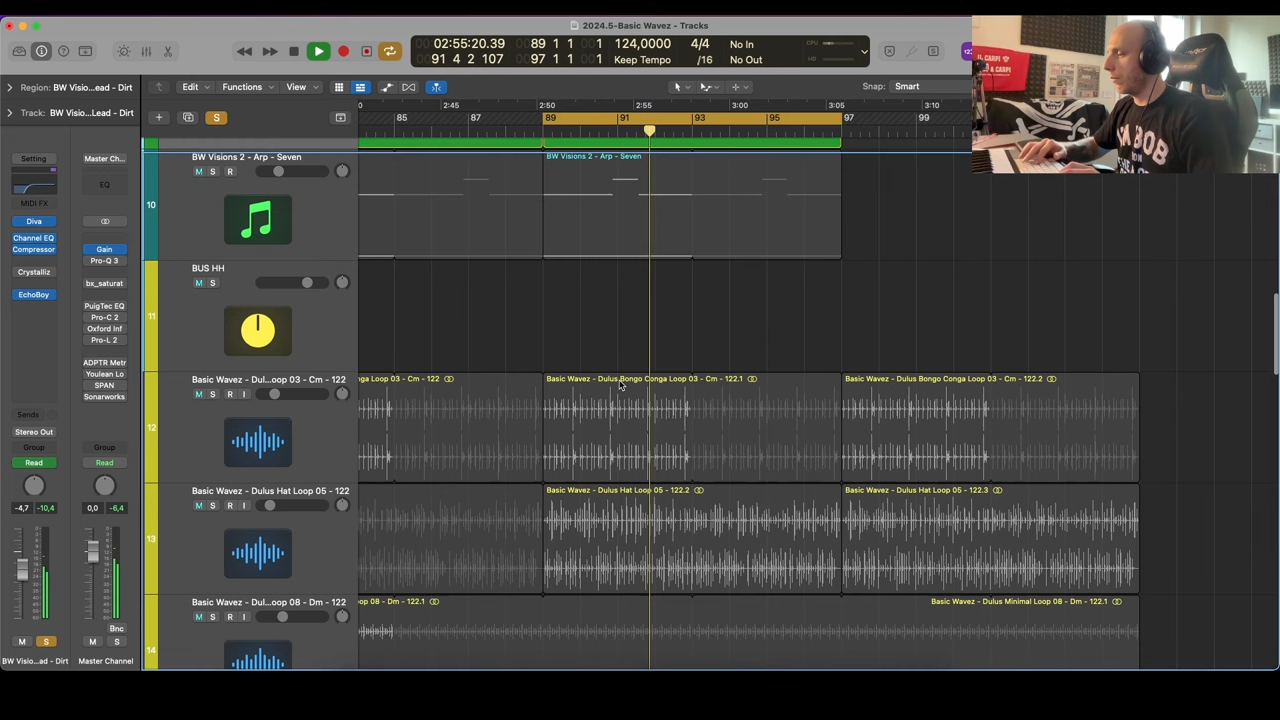 2024.5-Basic Wavez - Tracks
02:55:20.39 89 1 1 1 124,0000 4/4 No In CPU
91 4 2 107 97 1 1 1 Keep Tempo /16 No Out HD
Region: BW Visio...ead - Dirt
Edit Functions View Snap: Smart
Track: BW Visio...Lead - Dirt
S
2:45 2:50 2:55 3:00 3:05 3:10
85 87 89 91 93 95 97 99
Setting Master Ch...
EQ
MIDI FX
Diva
Channel EQ
Compressor Gain
Pro-Q 3
Crystalliz
bx_saturat
EchoBoy
PuigTec EQ
Pro-C 2
Oxford Inf
Pro-L 2
ADPTR Metr
Youlean Lo
SPAN
Sonarworks
Sends
Stereo Out
Group Group
Read Read
-4,7 -10,4 0,0 -6,4
Bnc
M S M S
BW Visio...ad - Dirt Master Channel
BW Visions 2 - Arp - Seven
M S R
10
BW Visions 2 - Arp - Seven
BUS HH
M S
11
Basic Wavez - Dul...oop 03 - Cm - 122
M S R I
12
nga Loop 03 - Cm - 122
Basic Wavez - Dulus Bongo Conga Loop 03 - Cm - 122.1
Basic Wavez - Dulus Bongo Conga Loop 03 - Cm - 122.2
Basic Wavez - Dulus Hat Loop 05 - 122
M S R I
13
Basic Wavez - Dulus Hat Loop 05 - 122.2
Basic Wavez - Dulus Hat Loop 05 - 122.3
Basic Wavez - Dul...oop 08 - Dm - 122
M S R I
14
op 08 - Dm - 122.1
Basic Wavez - Dulus Minimal Loop 08 - Dm - 122.1